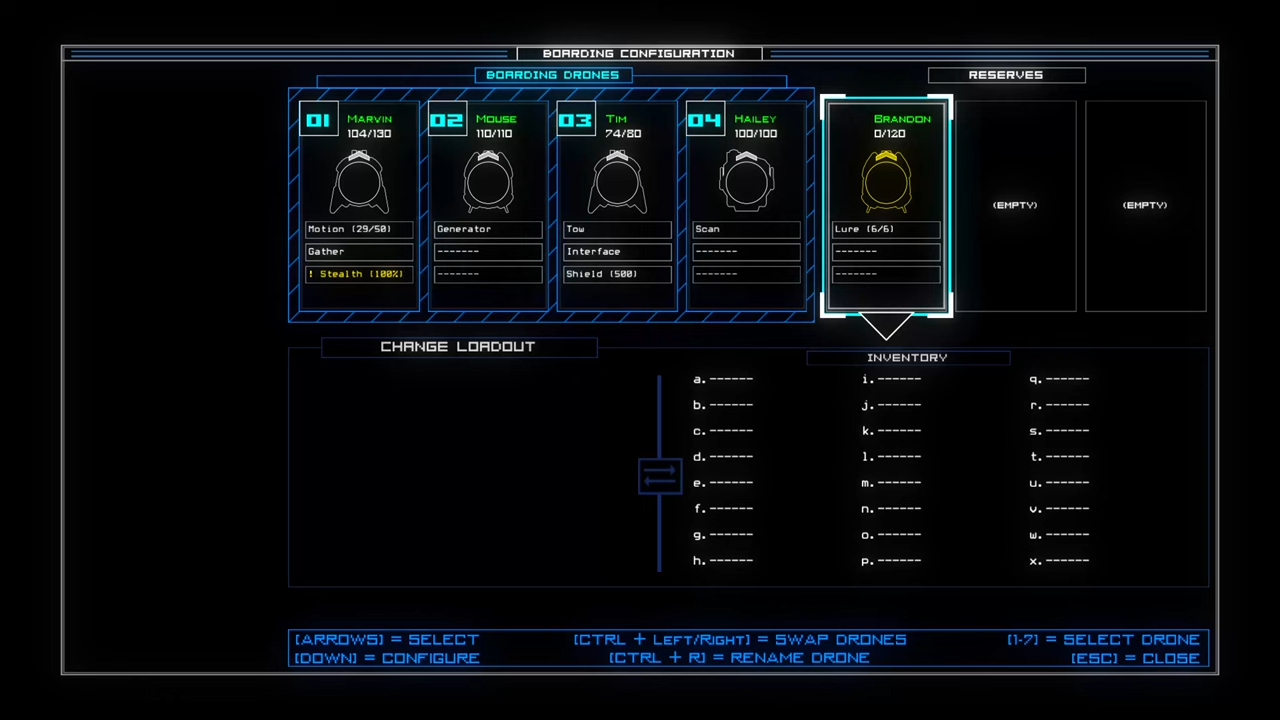 BOARDING CONFIGURATION
BOARDING DRONES
RESERVES
01 MARVIN
104/130
Motion (29/50)
Gather
! Stealth (100%)
02 MOUSE
110/110
Generator
-------
-------
03 TIM
74/80
Tow
Interface
Shield (500)
04 HAILEY
100/100
Scan
-------
-------
BRANDON
0/120
Lure (6/6)
-------
-------
(EMPTY)
(EMPTY)
CHANGE LOADOUT
INVENTORY
a.------
b.------
c.------
d.------
e.------
f.------
g.------
h.------
i.------
j.------
k.------
l.------
m.------
n.------
o.------
p.------
q.------
r.------
s.------
t.------
u.------
v.------
w.------
x.------
[ARROWS] = SELECT
[DOWN] = CONFIGURE
[CTRL + LEFT/RIGHT] = SWAP DRONES
[CTRL + R] = RENAME DRONE
[1-7] = SELECT DRONE
[ESC] = CLOSE